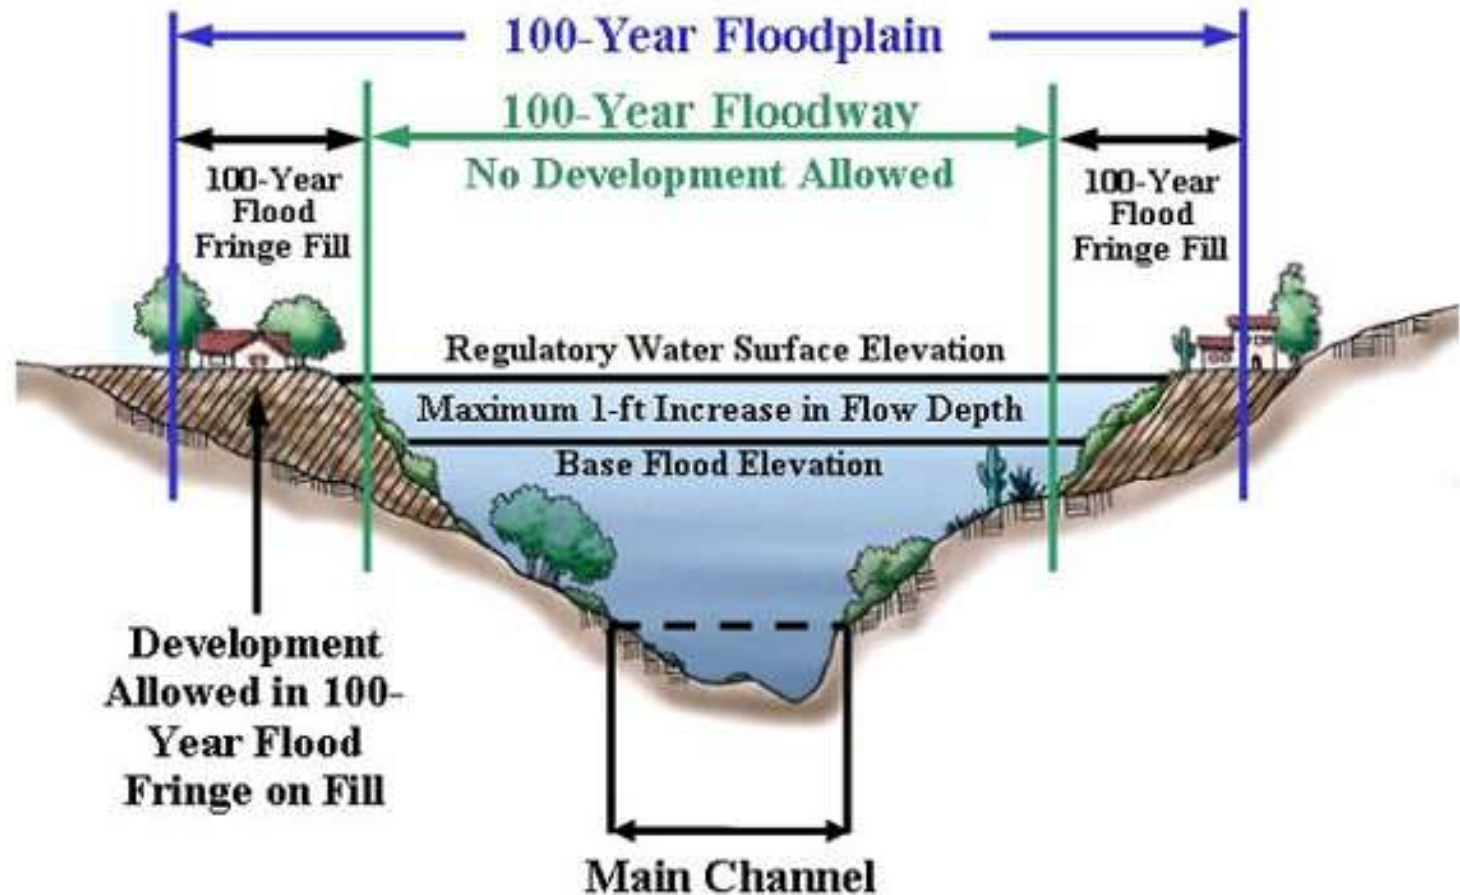 100-Year Floodplain
100-Year Floodway
No Development Allowed
100-Year
Flood
Fringe Fill
100-Year
Flood
Fringe Fill
Regulatory Water Surface Elevation
Maximum 1-ft Increase in Flow Depth
Base Flood Elevation
Development
Allowed in 100-
Year Flood
Fringe on Fill
Main Channel